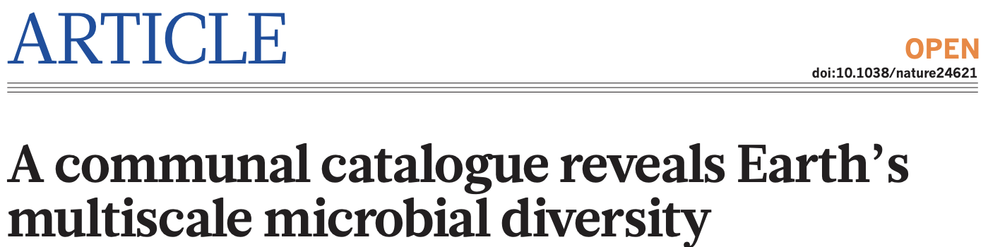 ARTICLE
OPEN
doi:10.1038/nature24621
A communal catalogue reveals Earth’s
multiscale microbial diversity